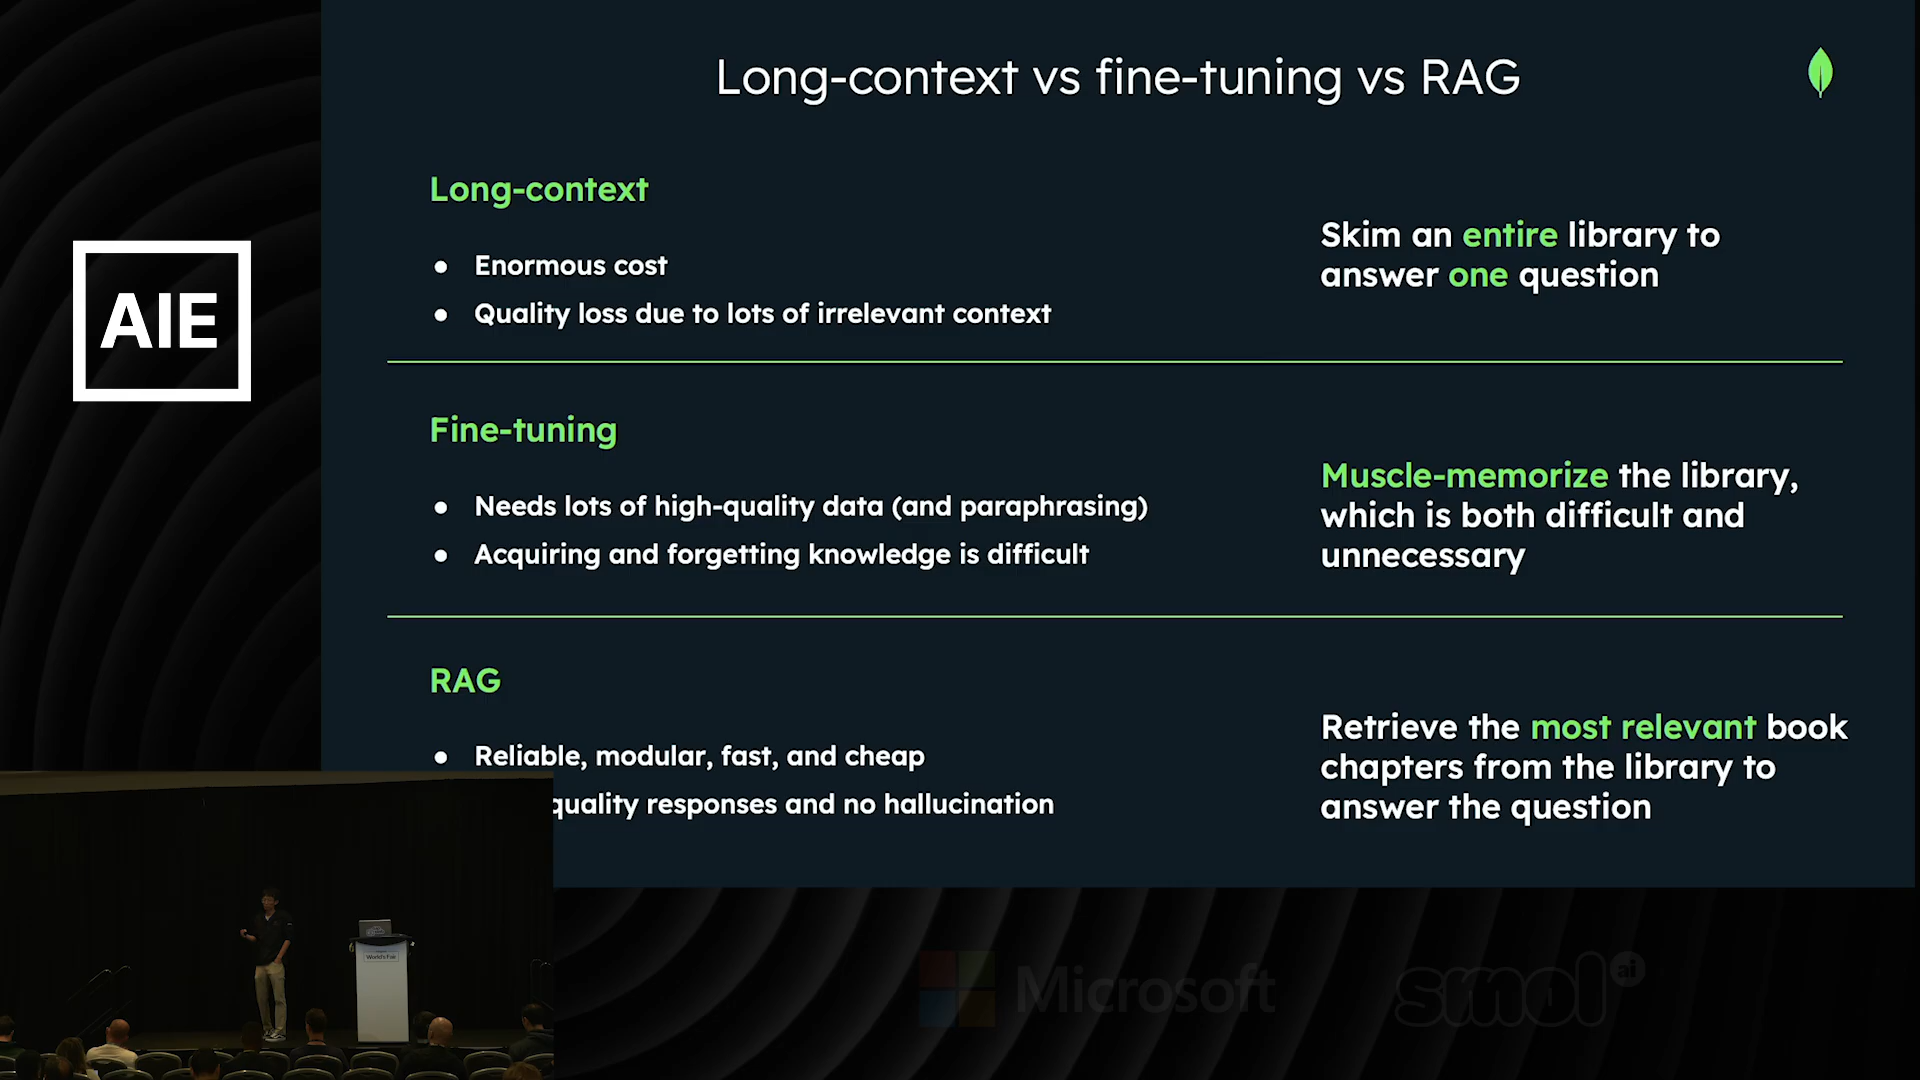 Long-context vs fine-tuning vs RAG
AIE
Long-context
Enormous cost
Quality loss due to lots of irrelevant context
Skim an entire library to
answer one question
Fine-tuning
Needs lots of high-quality data (and paraphrasing)
Acquiring and forgetting knowledge is difficult
Muscle-memorize the library,
which is both difficult and
unnecessary
RAG
Reliable, modular, fast, and cheap
quality responses and no hallucination
Retrieve the most relevant book
chapters from the library to
answer the question
World's Fair
Microsoft
smol ai